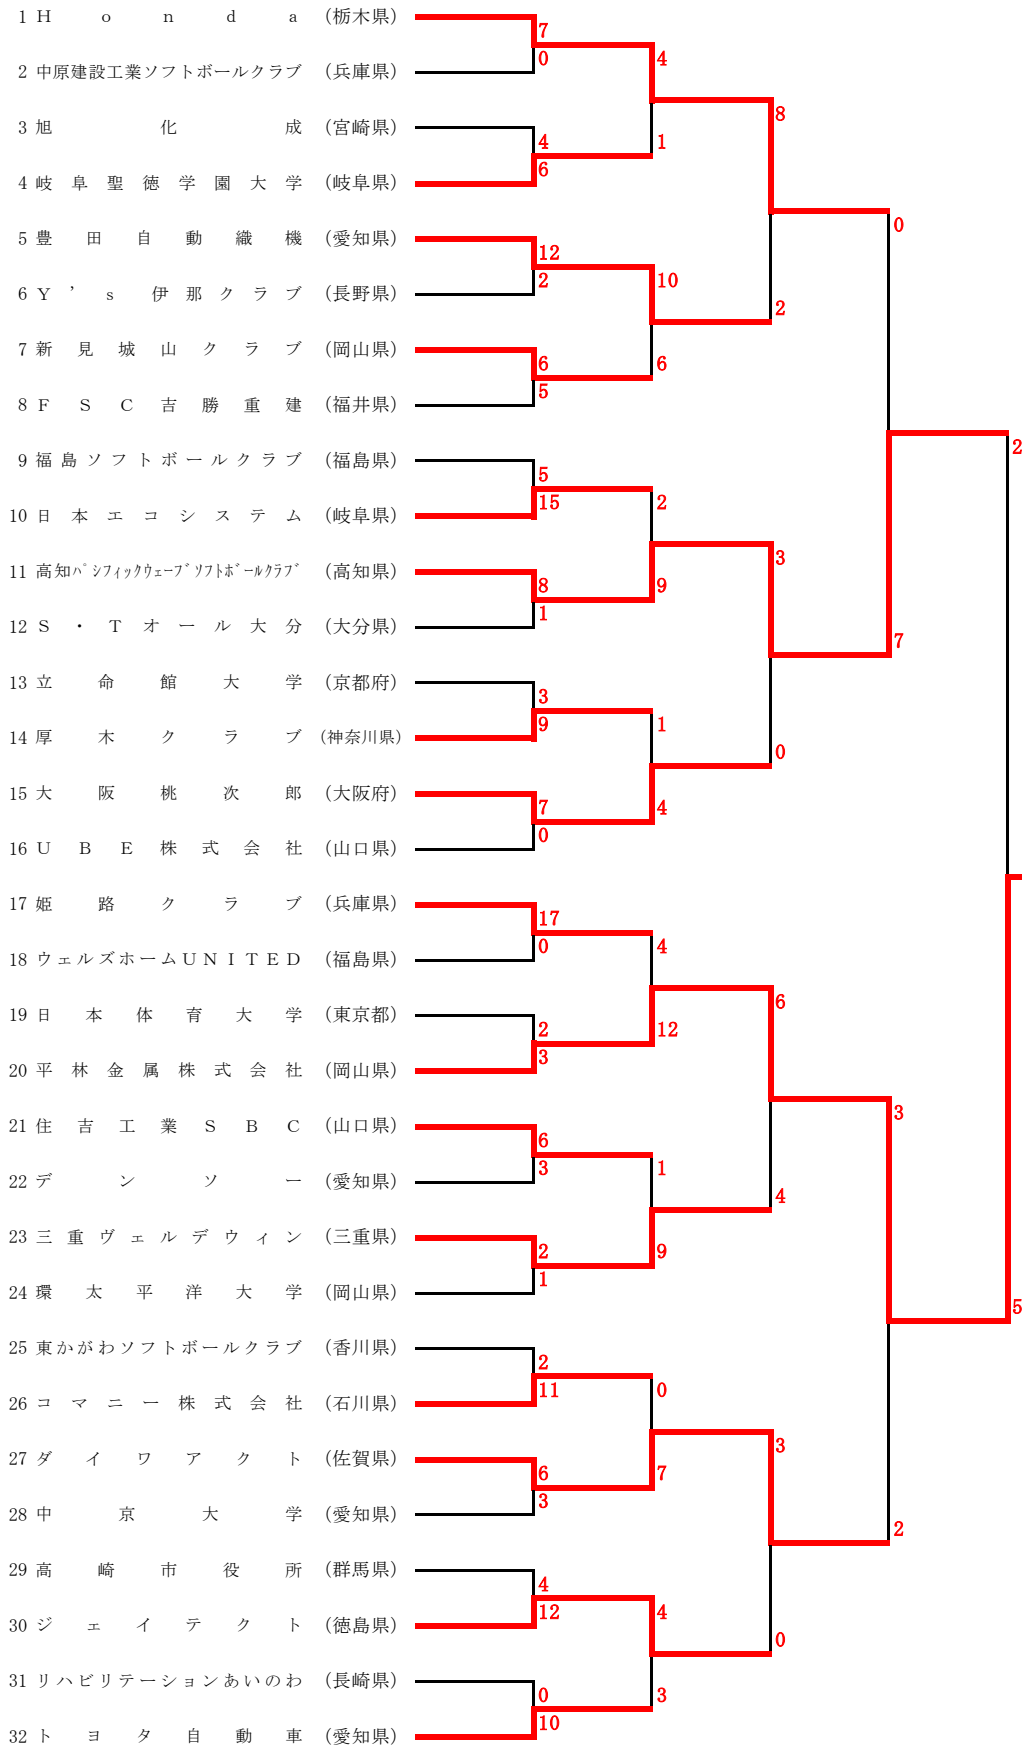 1 Honda (栃木県)
7
4
2 中原建設工業ソフトボールクラブ (兵庫県)
0
8
3 旭化成 (宮崎県)
4
1
4 岐阜聖徳学園大学 (岐阜県)
6
0
5 豊田自動織機 (愛知県)
12
10
6 Y's 伊那クラブ (長野県)
2
2
7 新見城山クラブ (岡山県)
6
6
8 FSC吉勝重建 (福井県)
5
2
9 福島ソフトボールクラブ (福島県)
5
2
10 日本エコシステム (岐阜県)
15
3
11 高知ﾊﾟｼﾌｨｯｸｳｪｰﾌﾞｿﾌﾄﾎﾞｰﾙｸﾗﾌﾞ (高知県)
8
9
12 S・Tオール大分 (大分県)
1
7
13 立命館大学 (京都府)
3
1
14 厚木クラブ (神奈川県)
9
0
15 大阪桃次郎 (大阪府)
7
4
16 UBE株式会社 (山口県)
0
17 姫路クラブ (兵庫県)
17
4
18 ウェルズホームUNITED (福島県)
0
6
19 日本体育大学 (東京都)
2
12
20 平林金属株式会社 (岡山県)
3
3
21 住吉工業SBC (山口県)
6
1
22 デンソー (愛知県)
3
4
23 三重ヴェルデウィン (三重県)
2
9
24 環太平洋大学 (岡山県)
1
5
25 東かがわソフトボールクラブ (香川県)
2
0
26 コマニー株式会社 (石川県)
11
3
27 ダイワアクト (佐賀県)
6
7
28 中京大学 (愛知県)
3
2
29 高崎市役所 (群馬県)
4
4
30 ジェイテクト (徳島県)
12
0
31 リハビリテーションあいのわ (長崎県)
0
3
32 トヨタ自動車 (愛知県)
10